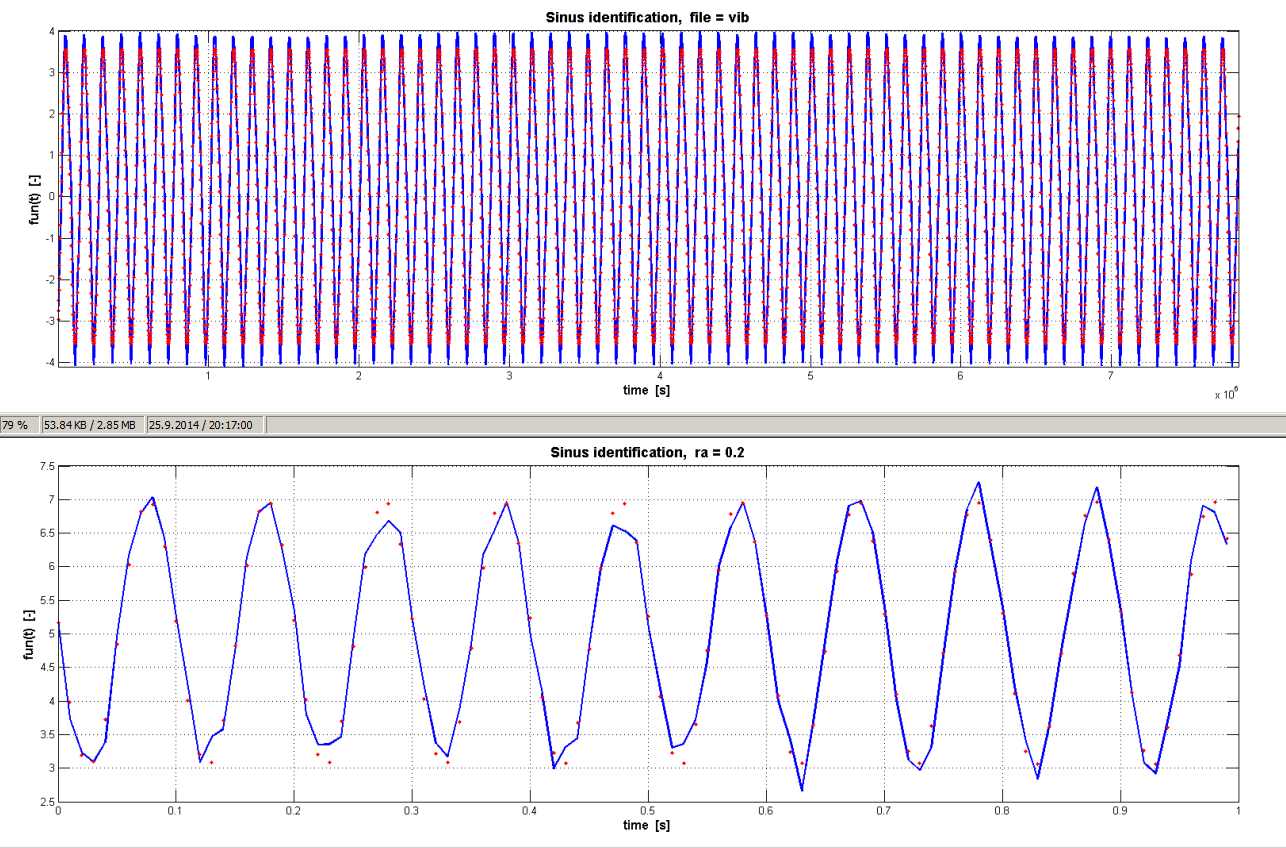 Sinus identification,  file = vib
4
3
2
1
0
-1
-2
-3
-4
fun(t)  [-]
1 2 3 4 5 6 7
x 10^6
time  [s]
79 % 53.84 KB / 2.85 MB 25.9.2014 / 20:17:00
Sinus identification,  ra = 0.2
7.5
7
6.5
6
5.5
5
4.5
4
3.5
3
2.5
fun(t)  [-]
0 0.1 0.2 0.3 0.4 0.5 0.6 0.7 0.8 0.9 1
time  [s]